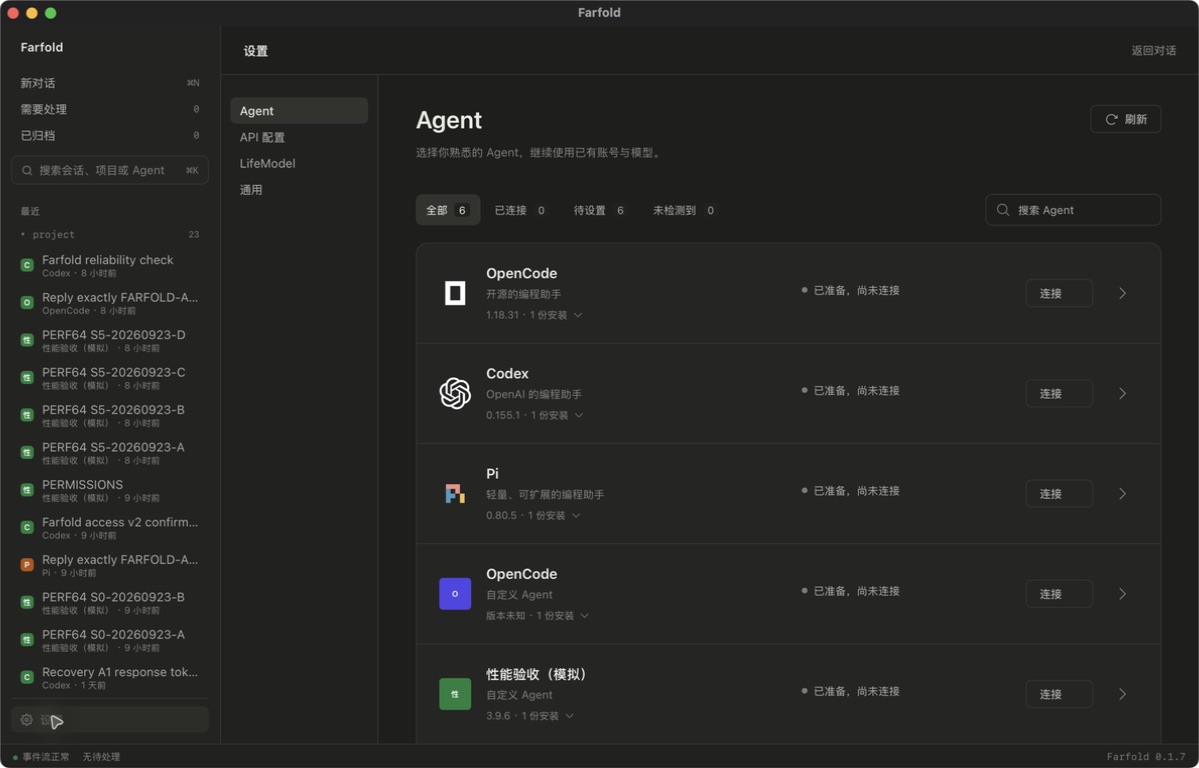 Farfold
Farfold
新对话 ⌘N
需要处理 0
已归档 0
搜索会话、项目或 Agent ⌘K
最近
• project 23
C Farfold reliability check
Codex · 8 小时前
O Reply exactly FARFOLD-A...
OpenCode · 8 小时前
性 PERF64 S5-20260923-D
性能验收（模拟） · 8 小时前
性 PERF64 S5-20260923-C
性能验收（模拟） · 8 小时前
性 PERF64 S5-20260923-B
性能验收（模拟） · 8 小时前
性 PERF64 S5-20260923-A
性能验收（模拟） · 8 小时前
性 PERMISSIONS
性能验收（模拟） · 9 小时前
C Farfold access v2 confirm...
Codex · 9 小时前
P Reply exactly FARFOLD-A...
Pi · 9 小时前
性 PERF64 S0-20260923-B
性能验收（模拟） · 9 小时前
性 PERF64 S0-20260923-A
性能验收（模拟） · 9 小时前
C Recovery A1 response tok...
Codex · 1 天前
设置 返回对话
Agent
API 配置
LifeModel
通用
Agent
刷新
选择你熟悉的 Agent，继续使用已有账号与模型。
全部 6 已连接 0 待设置 6 未检测到 0
搜索 Agent
OpenCode
开源的编程助手
1.18.31 · 1 份安装
已准备，尚未连接
连接
Codex
OpenAI 的编程助手
0.155.1 · 1 份安装
已准备，尚未连接
连接
Pi
轻量、可扩展的编程助手
0.80.5 · 1 份安装
已准备，尚未连接
连接
O
OpenCode
自定义 Agent
版本未知 · 1 份安装
已准备，尚未连接
连接
性
性能验收（模拟）
自定义 Agent
3.9.6 · 1 份安装
已准备，尚未连接
连接
事件流正常 无待处理
Farfold 0.1.7